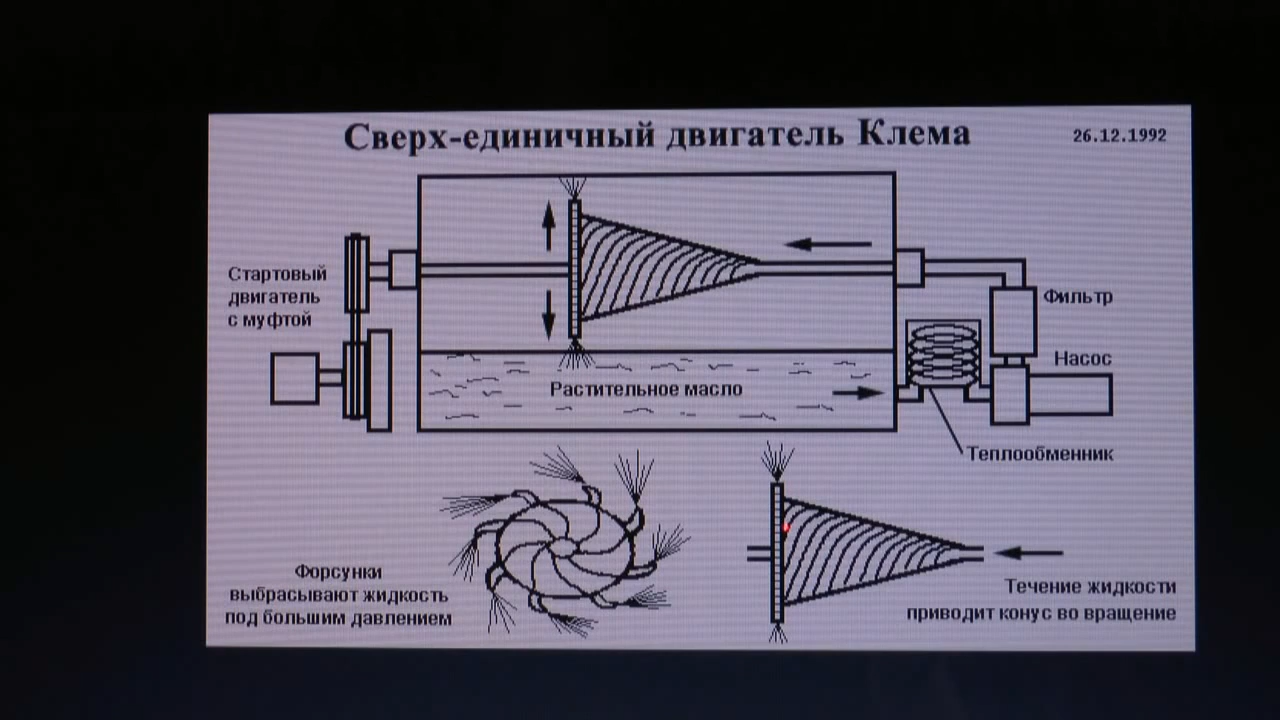 Сверх-единичный двигатель Клема
26.12.1992
Стартовый
двигатель
с муфтой
Фильтр
Насос
Растительное масло
Теплообменник
Форсунки
выбрасывают жидкость
под большим давлением
Течение жидкости
приводит конус во вращение